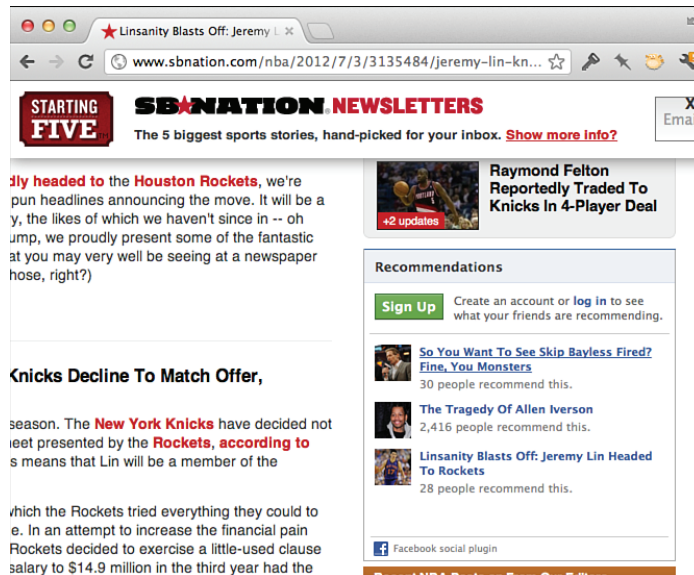 Linsanity Blasts Off: Jeremy L
www.sbnation.com/nba/2012/7/3/3135484/jeremy-lin-kn...
STARTING
FIVE
SB NATION NEWSLETTERS
The 5 biggest sports stories, hand-picked for your inbox. Show more info?
X
Emai
dly headed to the Houston Rockets, we're
pun headlines announcing the move. It will be a
y, the likes of which we haven't since in -- oh
ump, we proudly present some of the fantastic
at you may very well be seeing at a newspaper
hose, right?)
Knicks Decline To Match Offer,
season. The New York Knicks have decided not
neet presented by the Rockets, according to
s means that Lin will be a member of the
which the Rockets tried everything they could to
e. In an attempt to increase the financial pain
Rockets decided to exercise a little-used clause
salary to $14.9 million in the third year had the
+2 updates
Raymond Felton
Reportedly Traded To
Knicks In 4-Player Deal
Recommendations
Sign Up
Create an account or log in to see
what your friends are recommending.
So You Want To See Skip Bayless Fired?
Fine, You Monsters
30 people recommend this.
The Tragedy Of Allen Iverson
2,416 people recommend this.
Linsanity Blasts Off: Jeremy Lin Headed
To Rockets
28 people recommend this.
Facebook social plugin